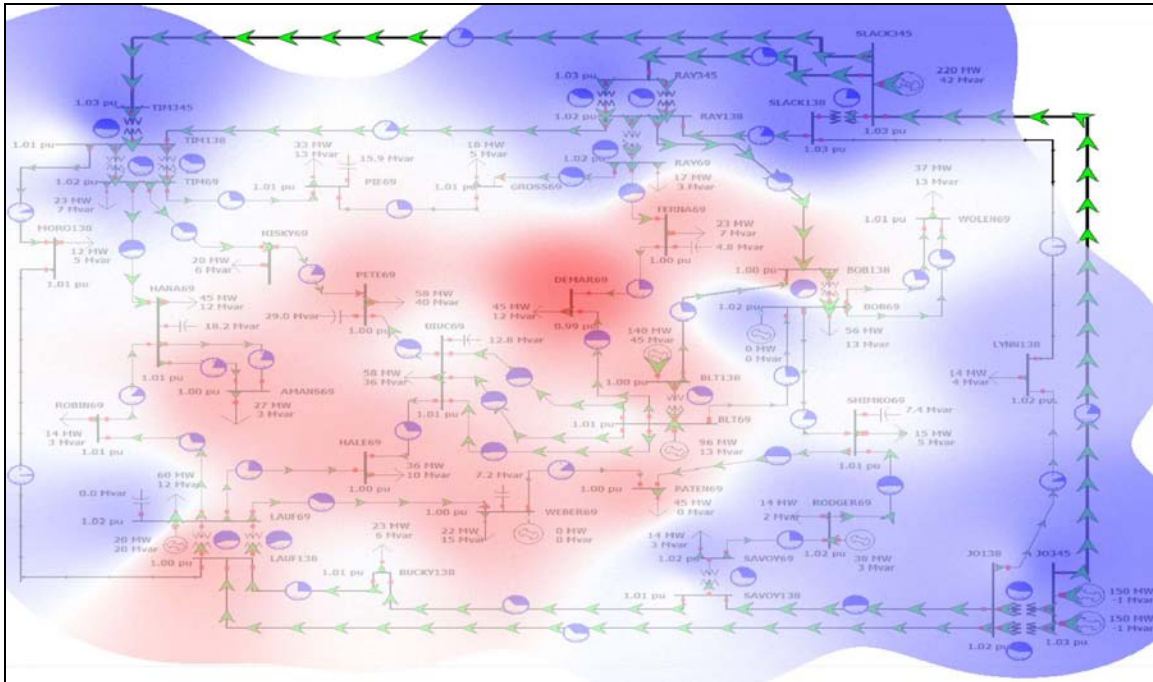 SLACK345
220 MW
42 Mvar
1.03 pu
RAY345
SLACK138
1.03 pu
TIM345
1.02 pu
RAY138
1.03 pu
1.03 pu
1.01 pu
TIM138
33 MW
13 Mvar
15.9 Mvar
18 MW
5 Mvar
1.02 pu
RAY69
37 MW
13 Mvar
1.02 pu
TIM69
1.01 pu
PIE69
1.01 pu
GROSS69
17 MW
3 Mvar
23 MW
7 Mvar
FERNA69
23 MW
7 Mvar
1.01 pu
WOLEN69
MORO138
12 MW
5 Mvar
HISKY69
4.8 Mvar
20 MW
6 Mvar
1.00 pu
1.01 pu
PETE69
1.00 pu
BOB138
HANA69
45 MW
12 Mvar
58 MW
40 Mvar
DEMAR69
45 MW
12 Mvar
1.02 pu
BOB69
29.0 Mvar
18.2 Mvar
1.00 pu
UIUC69
0.99 pu
140 MW
45 Mvar
0 MW
0 Mvar
56 MW
13 Mvar
12.8 Mvar
LYNN138
1.01 pu
58 MW
36 Mvar
1.00 pu
BLT138
14 MW
4 Mvar
1.00 pu
AMANS69
1.02 pu
ROBIN69
27 MW
3 Mvar
1.01 pu
1.01 pu
BLT69
SHIMKO69
7.4 Mvar
14 MW
3 Mvar
HALE69
96 MW
13 Mvar
15 MW
5 Mvar
1.01 pu
1.01 pu
60 MW
12 Mvar
36 MW
10 Mvar
0.0 Mvar
1.00 pu
7.2 Mvar
1.00 pu
PATEN69
45 MW
0 Mvar
14 MW
2 Mvar
RODGER69
1.02 pu
LAUF69
1.00 pu
WEBER69
23 MW
6 Mvar
22 MW
15 Mvar
0 MW
0 Mvar
14 MW
3 Mvar
1.02 pu
38 MW
3 Mvar
20 MW
20 Mvar
1.02 pu
SAVOY69
JO138
JO345
1.00 pu
LAUF138
1.01 pu
BUCKY138
1.01 pu
SAVOY138
150 MW
-1 Mvar
150 MW
-1 Mvar
1.02 pu
1.03 pu